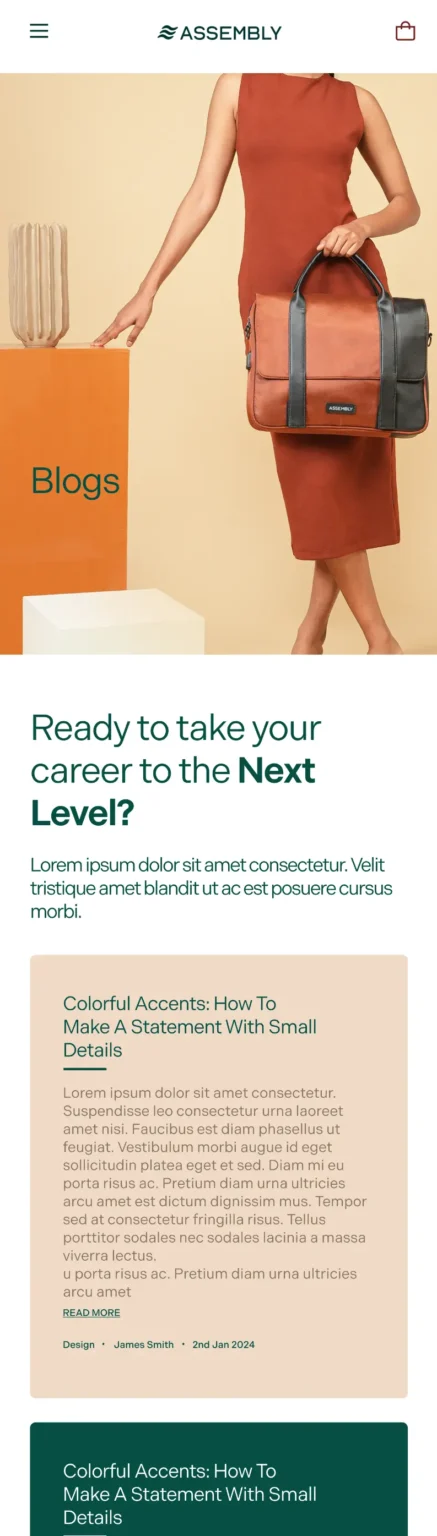 ASSEMBLY
ASSEMBLY
Blogs
Ready to take your
career to the Next
Level?
Lorem ipsum dolor sit amet consectetur. Velit
tristique amet blandit ut ac est posuere cursus
morbi.
Colorful Accents: How To
Make A Statement With Small
Details
Lorem ipsum dolor sit amet consectetur.
Suspendisse leo consectetur urna laoreet
amet nisi. Faucibus est diam phasellus ut
feugiat. Vestibulum morbi augue id eget
sollicitudin platea eget et sed. Diam mi eu
porta risus ac. Pretium diam urna ultricies
arcu amet est dictum dignissim mus. Tempor
sed at consectetur fringilla risus. Tellus
porttitor sodales nec sodales lacinia a massa
viverra lectus.
u porta risus ac. Pretium diam urna ultricies
arcu amet
READ MORE
Design • James Smith • 2nd Jan 2024
Colorful Accents: How To
Make A Statement With Small
Details